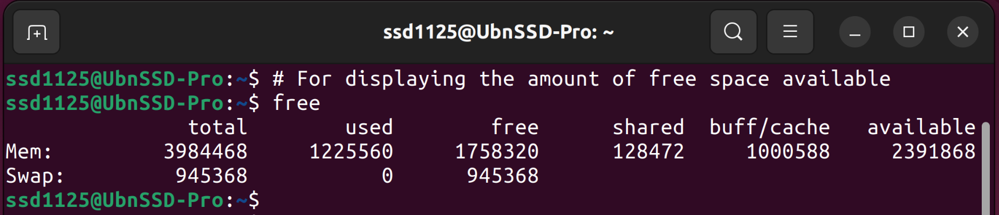 ssd1125@UbnSSD-Pro: ~
ssd1125@UbnSSD-Pro:~$ # For displaying the amount of free space available
ssd1125@UbnSSD-Pro:~$ free
total used free shared buff/cache available
Mem: 3984468 1225560 1758320 128472 1000588 2391868
Swap: 945368 0 945368
ssd1125@UbnSSD-Pro:~$